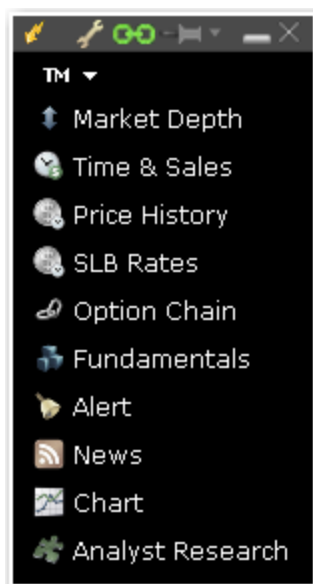 TM
Market Depth
Time & Sales
Price History
SLB Rates
Option Chain
Fundamentals
Alert
News
Chart
Analyst Research